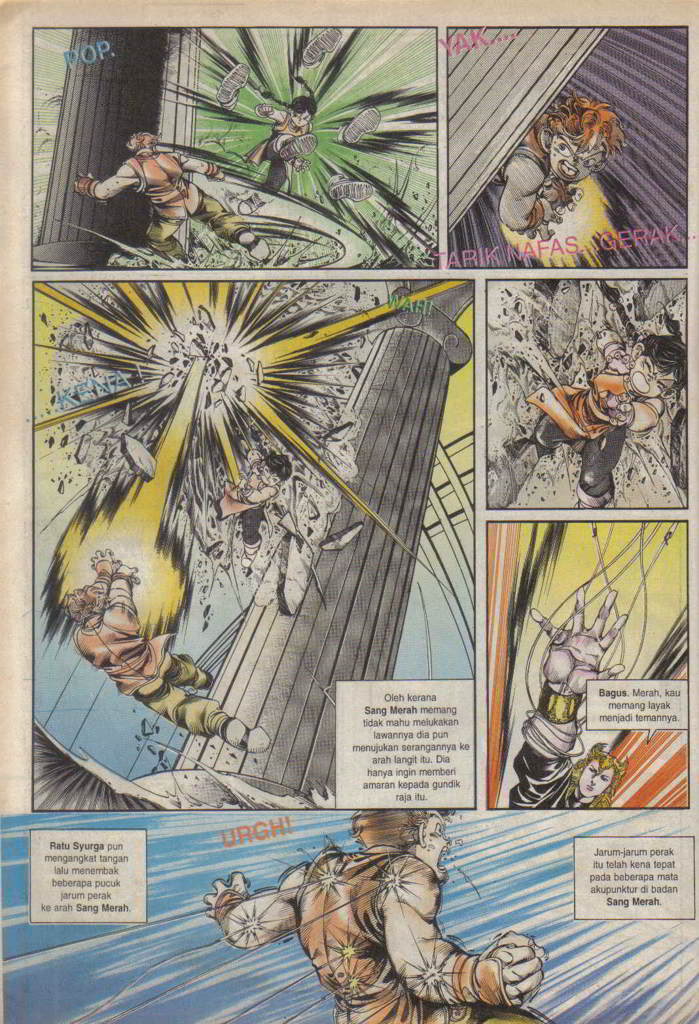 POP.
YAK....
TARIK NAFAS...GERAK...
WAH!
...KENA!
Oleh kerana
Sang Merah memang
tidak mahu melukakan
lawannya dia pun
menujukan serangannya ke
arah langit itu. Dia
hanya ingin memberi
amaran kepada gundik
raja itu.
Bagus. Merah, kau
memang layak
menjadi temannya.
Ratu Syurga pun
mengangkat tangan
lalu menembak
beberapa pucuk
jarum perak
ke arah Sang Merah.
URGH!
Jarum-jarum perak
itu telah kena tepat
pada beberapa mata
akupunktur di badan
Sang Merah.